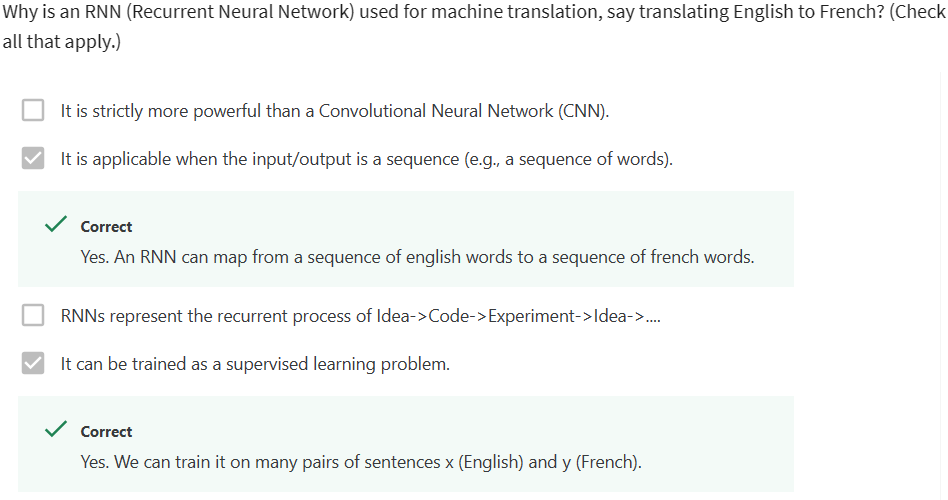 Why is an RNN (Recurrent Neural Network) used for machine translation, say translating English to French? (Check
all that apply.)
It is strictly more powerful than a Convolutional Neural Network (CNN).
It is applicable when the input/output is a sequence (e.g., a sequence of words).
Correct
Yes. An RNN can map from a sequence of english words to a sequence of french words.
RNNs represent the recurrent process of Idea->Code->Experiment->Idea->....
It can be trained as a supervised learning problem.
Correct
Yes. We can train it on many pairs of sentences x (English) and y (French).